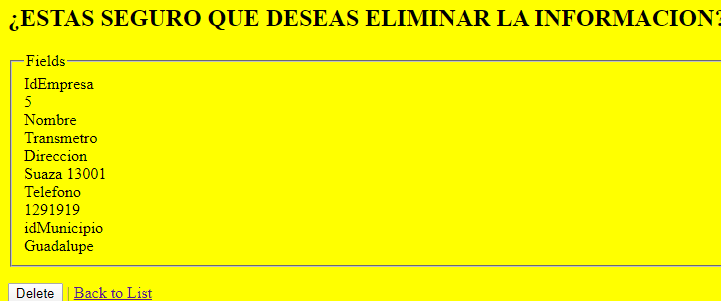 ¿ESTAS SEGURO QUE DESEAS ELIMINAR LA INFORMACION?
Fields
IdEmpresa
5
Nombre
Transmetro
Direccion
Suaza 13001
Telefono
1291919
idMunicipio
Guadalupe
Delete | Back to List